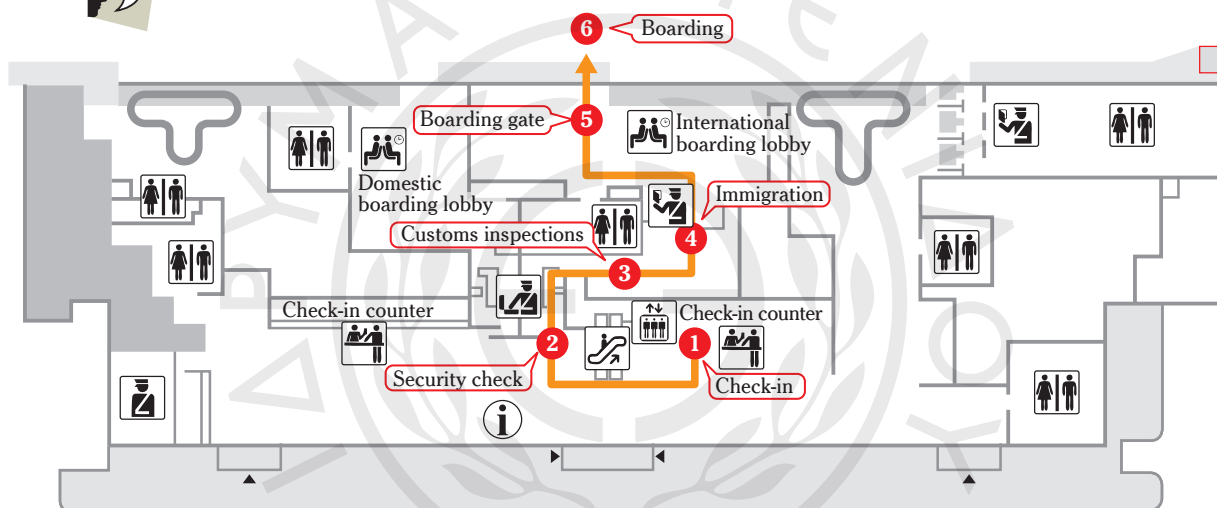 6
Boarding
Boarding gate
5
International
boarding lobby
Domestic
boarding lobby
Immigration
4
Customs inspections
3
Check-in counter
Check-in counter
2
1
Security check
Check-in
i